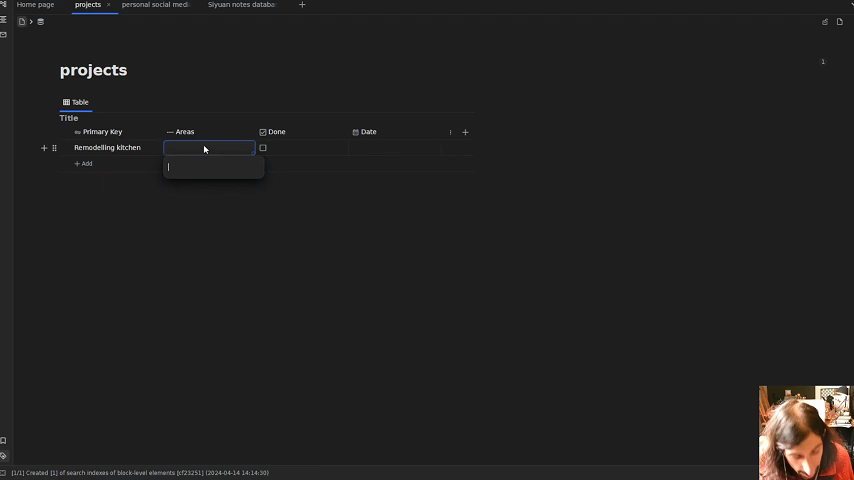 Home page
projects
personal social medi
Siyuan notes databa
1
projects
Table
Title
Primary Key
Areas
Done
Date
Remodelling kitchen
Add
[1/1] Created [1] of search indexes of block-level elements [cf23251] (2024-04-14 14:14:30)